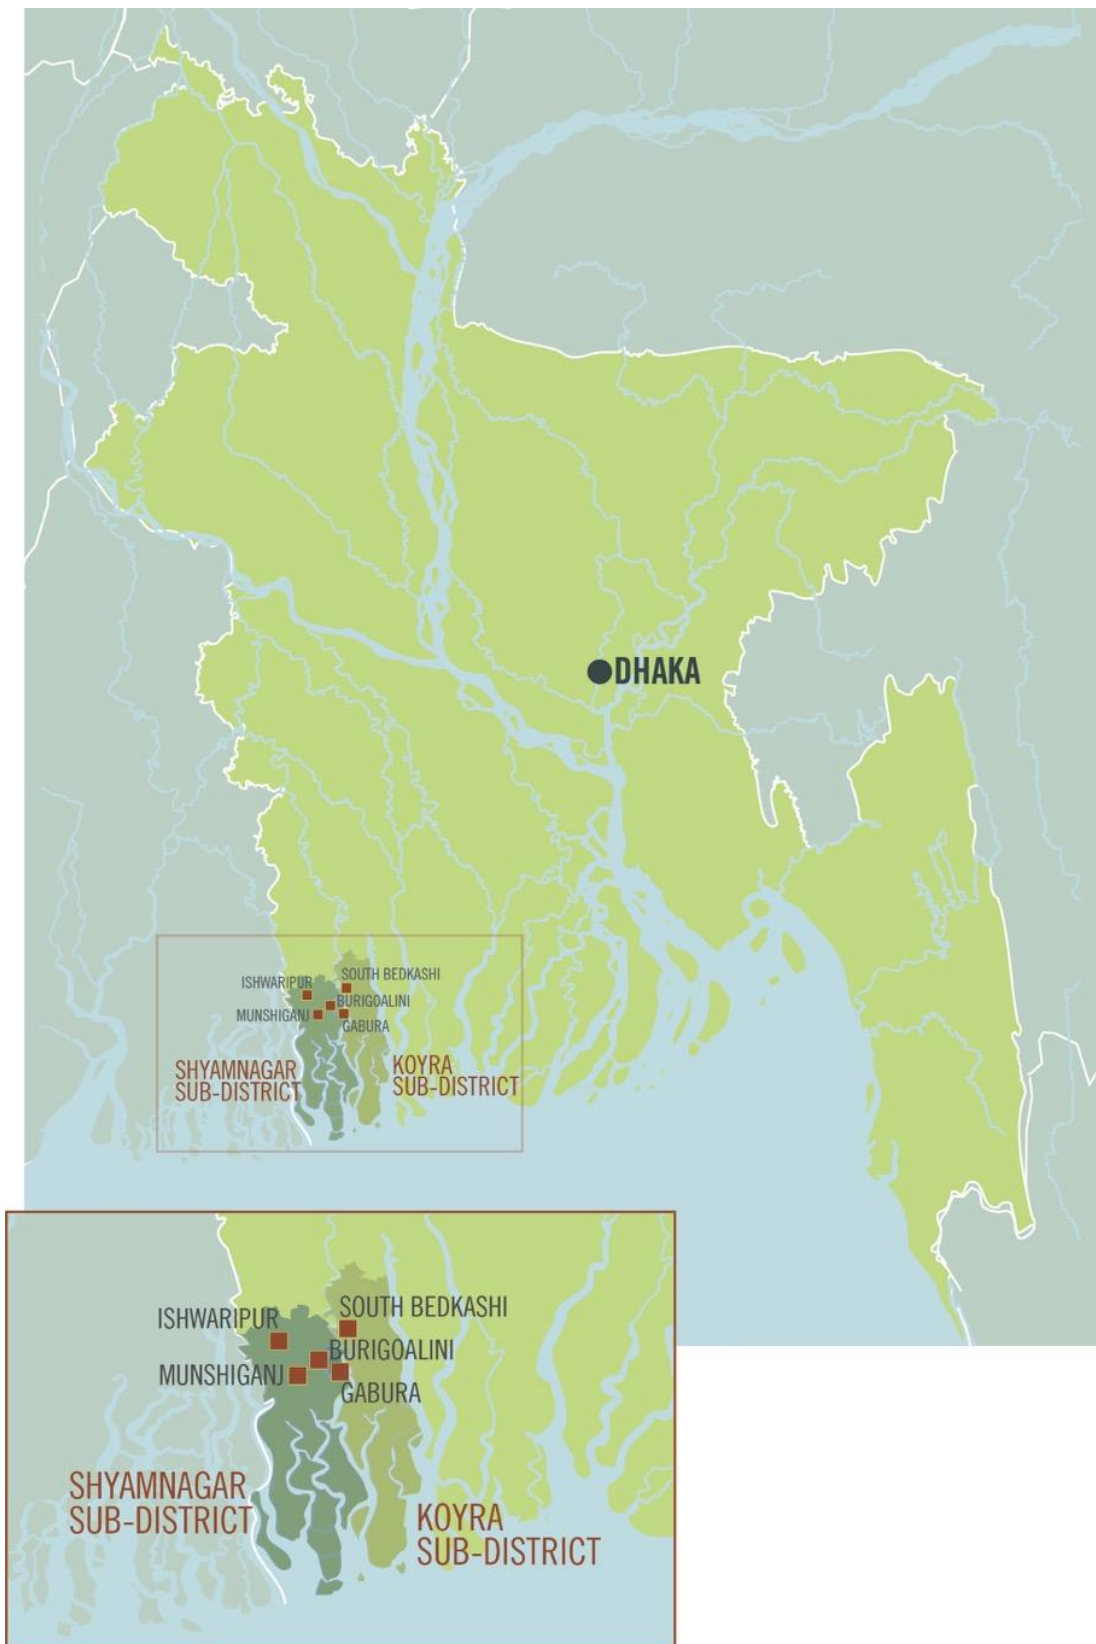 DHAKA
SOUTH BEDKASHI
ISHWARIPUR
BURIGOALINI
MUNSHIGANJ
GABURA
SHYAMNAGAR
SUB-DISTRICT
KOYRA
SUB-DISTRICT
SOUTH BEDKASHI
ISHWARIPUR
BURIGOALINI
MUNSHIGANJ
GABURA
SHYAMNAGAR
SUB-DISTRICT
KOYRA
SUB-DISTRICT